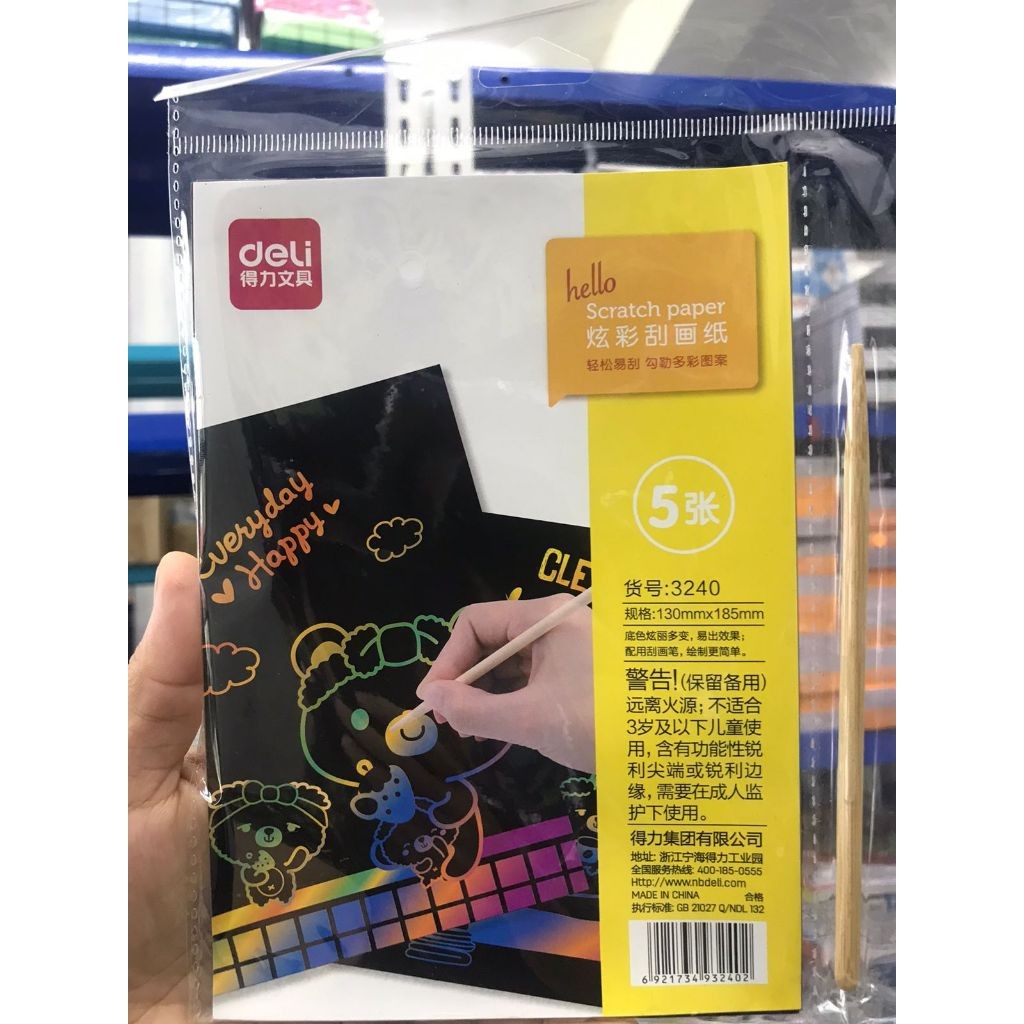 deli
得力文具
hello
Scratch paper
炫彩刮画纸
轻松易刮 勾勒多彩图案
5张
everyday
Happy
CLE
货号:3240
规格:130mmx185mm
底色炫丽多变，易出效果；
配用刮画笔，绘制更简单。
警告!(保留备用)
远离火源；不适合
3岁及以下儿童使
用，含有功能性锐
利尖端或锐利边
缘，需要在成人监
护下使用。
得力集团有限公司
地址: 浙江宁海得力工业园
全国服务热线: 400-185-0555
Http://www.nbdeli.com
MADE IN CHINA 合格
执行标准: GB 21027 Q/NDL 132
6 921734 932402